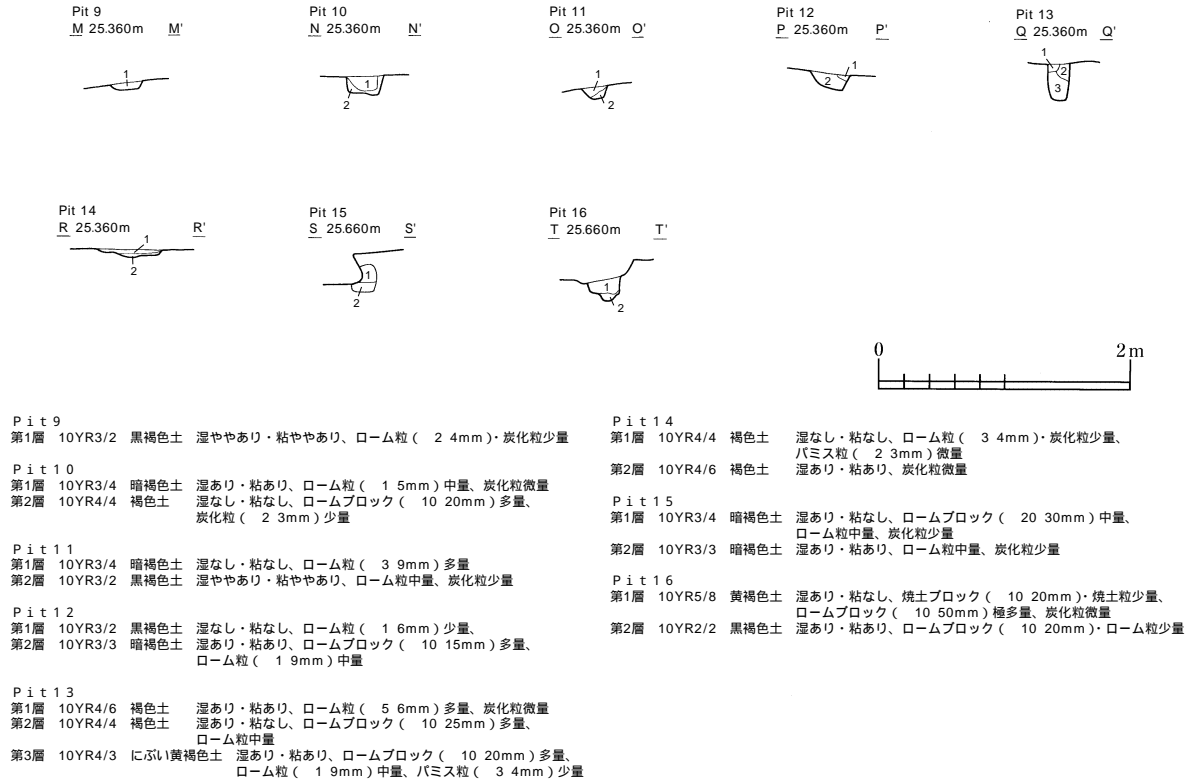 Pit 9
M 25.360m M'
1
Pit 10
N 25.360m N'
1
2
Pit 11
O 25.360m O'
1
2
Pit 12
P 25.360m P'
1
2
Pit 13
Q 25.360m Q'
1
2
3
Pit 14
R 25.360m R'
1
2
Pit 15
S 25.660m S'
1
2
Pit 16
T 25.660m T'
1
2
0 2m
Pit9
第1層 10YR3/2 黒褐色土 湿ややあり・粘ややあり、ローム粒( 2 4mm)・炭化粒少量
Pit10
第1層 10YR3/4 暗褐色土 湿あり・粘あり、ローム粒( 1 5mm)中量、炭化粒微量
第2層 10YR4/4 褐色土 湿なし・粘なし、ロームブロック( 10 20mm)多量、
炭化粒( 2 3mm)少量
Pit11
第1層 10YR3/4 暗褐色土 湿なし・粘なし、ローム粒( 3 9mm)多量
第2層 10YR3/2 黒褐色土 湿ややあり・粘ややあり、ローム粒中量、炭化粒少量
Pit12
第1層 10YR3/2 黒褐色土 湿なし・粘なし、ローム粒( 1 6mm)少量、
第2層 10YR3/3 暗褐色土 湿なし・粘なし、ロームブロック( 10 15mm)多量、
ローム粒( 1 9mm)中量
Pit13
第1層 10YR4/6 褐色土 湿あり・粘なし、ローム粒( 5 6mm)多量、炭化粒微量
第2層 10YR4/4 褐色土 湿あり・粘なし、ロームブロック( 10 25mm)多量、
ローム粒中量
第3層 10YR4/3 にぶい黄褐色土 湿あり・粘あり、ロームブロック( 10 20mm)多量、
ローム粒( 1 9mm)中量、パミス粒( 3 4mm)少量
Pit14
第1層 10YR4/4 褐色土 湿なし・粘なし、ローム粒( 3 4mm)・炭化粒少量、
パミス粒( 2 3mm)微量
第2層 10YR4/6 褐色土 湿あり・粘あり、炭化粒微量
Pit15
第1層 10YR3/4 暗褐色土 湿あり・粘なし、ロームブロック( 20 30mm)中量、
ローム粒中量、炭化粒少量
第2層 10YR3/3 暗褐色土 湿あり・粘あり、ローム粒中量、炭化粒少量
Pit16
第1層 10YR5/8 黄褐色土 湿あり・粘なし、焼土ブロック( 10 20mm)・焼土粒少量、
ロームブロック( 10 50mm)極多量、炭化粒微量
第2層 10YR2/2 黒褐色土 湿あり・粘あり、ロームブロック( 10 20mm)・ローム粒少量